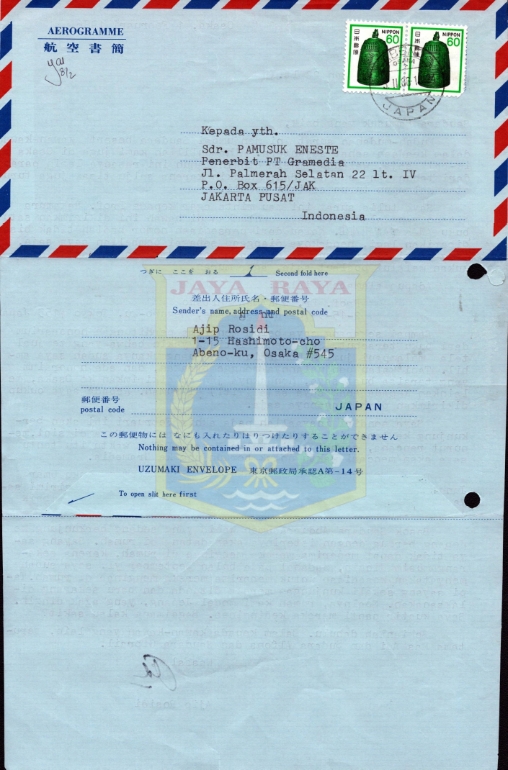 AEROGRAMME
航空書簡
日本郵便
NIPPON
60
日本郵便
NIPPON
60
JAPAN
Kepada yth.
Sdr. PAMUSUK ENESTE
Penerbit PT Gramedia
Jl. Palmerah Selatan 22 lt. IV
P.O. Box 615/JAK
JAKARTA PUSAT
Indonesia
つぎに ここを おる
Second fold here
JAYA RAYA
差出人住所氏名・郵便番号
Sender's name, address and postal code
Ajip Rosidi
1-15 Hashimoto-cho
Abeno-ku, Osaka #545
郵便番号
postal code
JAPAN
この郵便物には なにも入れたりはりつけたりすることができません
Nothing may be contained in or attached to this letter.
UZUMAKI ENVELOPE 東京郵政局承認A第-14号
To open slit here first